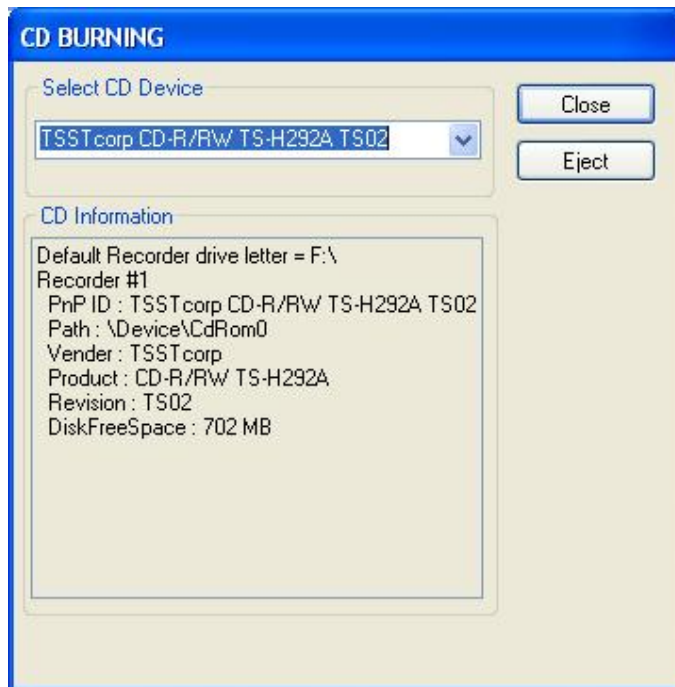 CD BURNING
Select CD Device
TSSTcorp CD-R/RW TS-H292A TS02
Close
Eject
CD Information
Default Recorder drive letter = F:\
Recorder #1
PnP ID : TSSTcorp CD-R/RW TS-H292A TS02
Path : \Device\CdRom0
Vender : TSSTcorp
Product : CD-R/RW TS-H292A
Revision : TS02
DiskFreeSpace : 702 MB